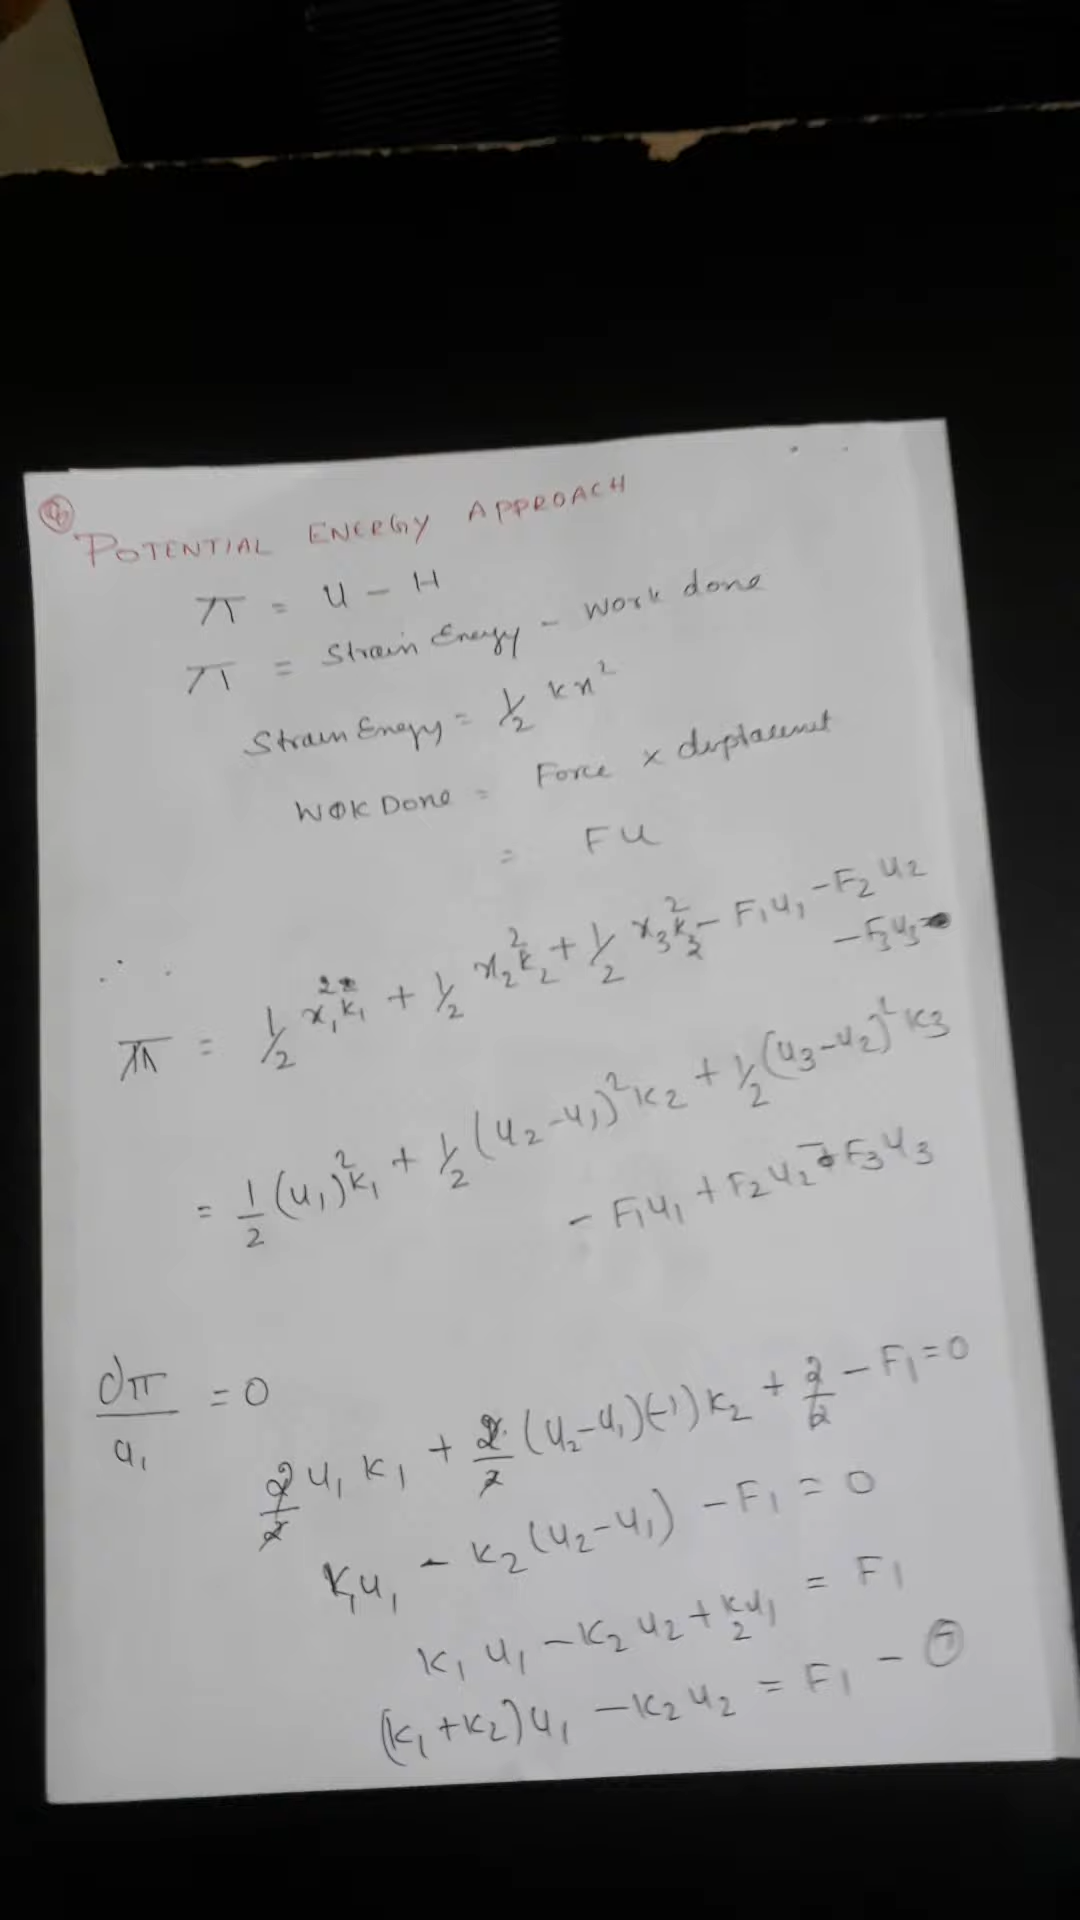 ④
POTENTIAL ENERGY APPROACH
π = u - H
π = Strain Energy - Work done
Strain Enegy = 1/2 kx²
WORK Done = Force x displacement
= Fu
∴
π = 1/2 x₁²k₁ + 1/2 x₂²k₂ + 1/2 x₃²k₃ - F₁u₁ - F₂u₂
- F₃u₃
= 1/2 (u₁)²k₁ + 1/2 (u₂-u₁)²k₂ + 1/2 (u₃-u₂)²k₃
- F₁u₁ + F₂u₂ + F₃u₃
∂π/u₁ = 0
2/2 u₁k₁ + 2/2 (u₂-u₁)(-1)k₂ + 2/2 - F₁ = 0
k₁u₁ - k₂(u₂-u₁) - F₁ = 0
k₁u₁ - k₂u₂ + k₂u₁ = F₁
(k₁+k₂)u₁ - k₂u₂ = F₁ -